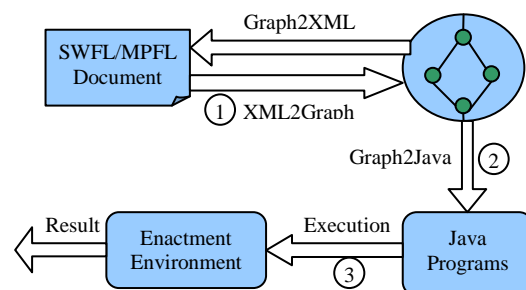 Graph2XML
SWFL/MPFL
Document
1 XML2Graph
Graph2Java 2
Result
Enactment
Environment
Execution
3
Java
Programs